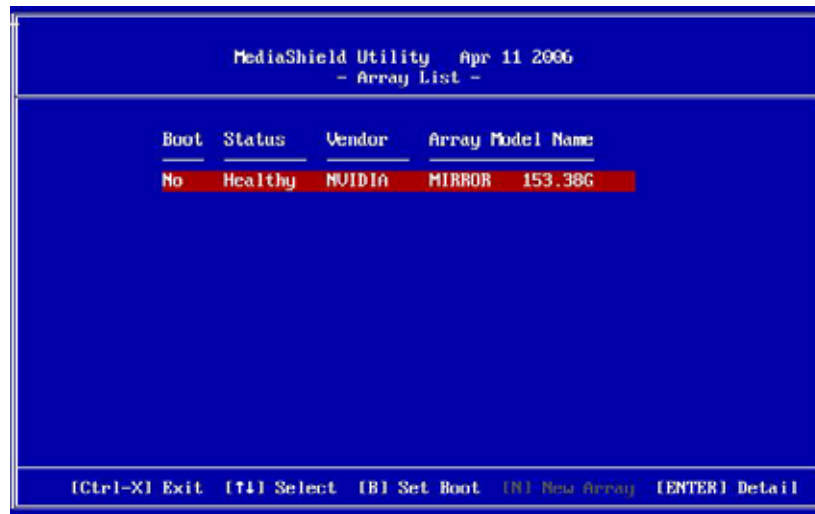 MediaShield Utility Apr 11 2006
- Array List -
Boot Status Vendor Array Model Name
No Healthy NVIDIA MIRROR 153.38G
[Ctrl-X] Exit [↑↓] Select [B] Set Boot [N] New Array [ENTER] Detail